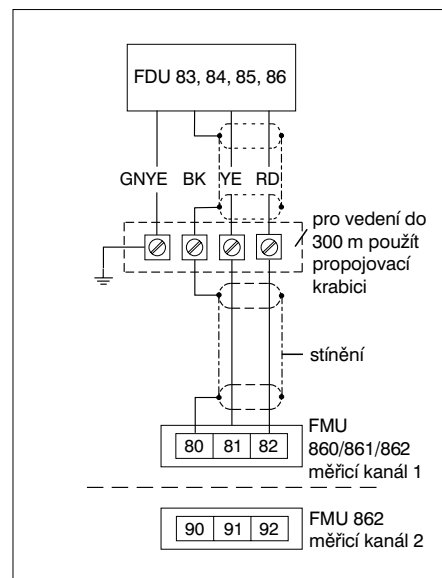 FDU 83, 84, 85, 86
GNYE BK YE RD
pro vedení do
300 m použít
propojovací
krabici
stínění
FMU
860/861/862
měřicí kanál 1
80 81 82
FMU 862
měřicí kanál 2
90 91 92